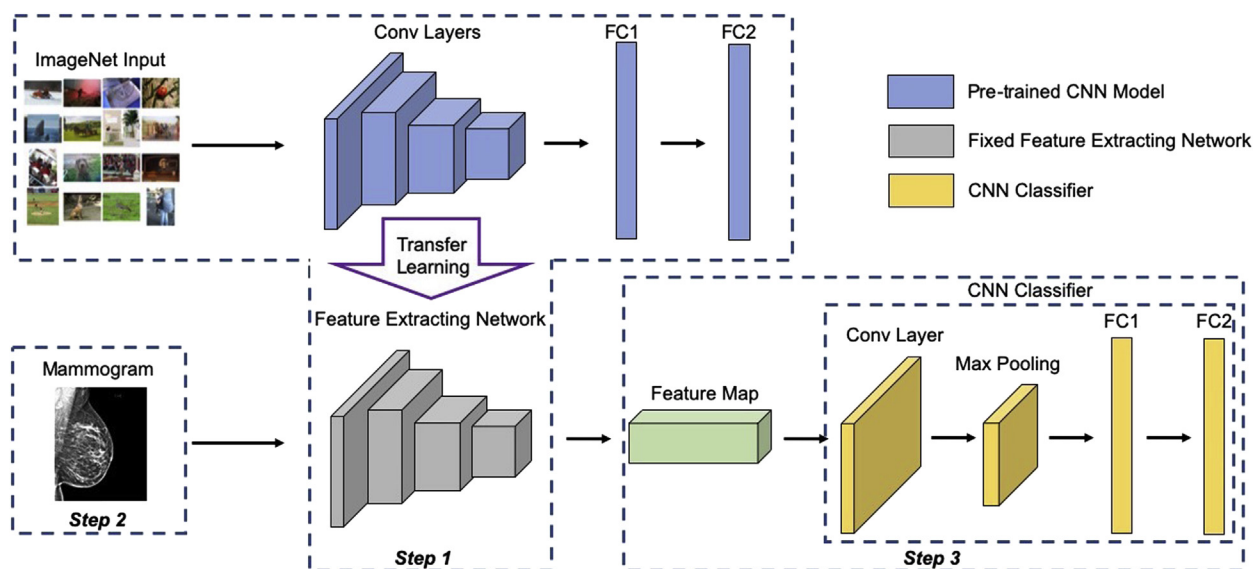 ImageNet Input
Conv Layers
FC1
FC2
Pre-trained CNN Model
Fixed Feature Extracting Network
CNN Classifier
Transfer
Learning
CNN Classifier
Feature Extracting Network
Mammogram
Feature Map
Conv Layer
Max Pooling
FC1
FC2
Step 2
Step 1
Step 3